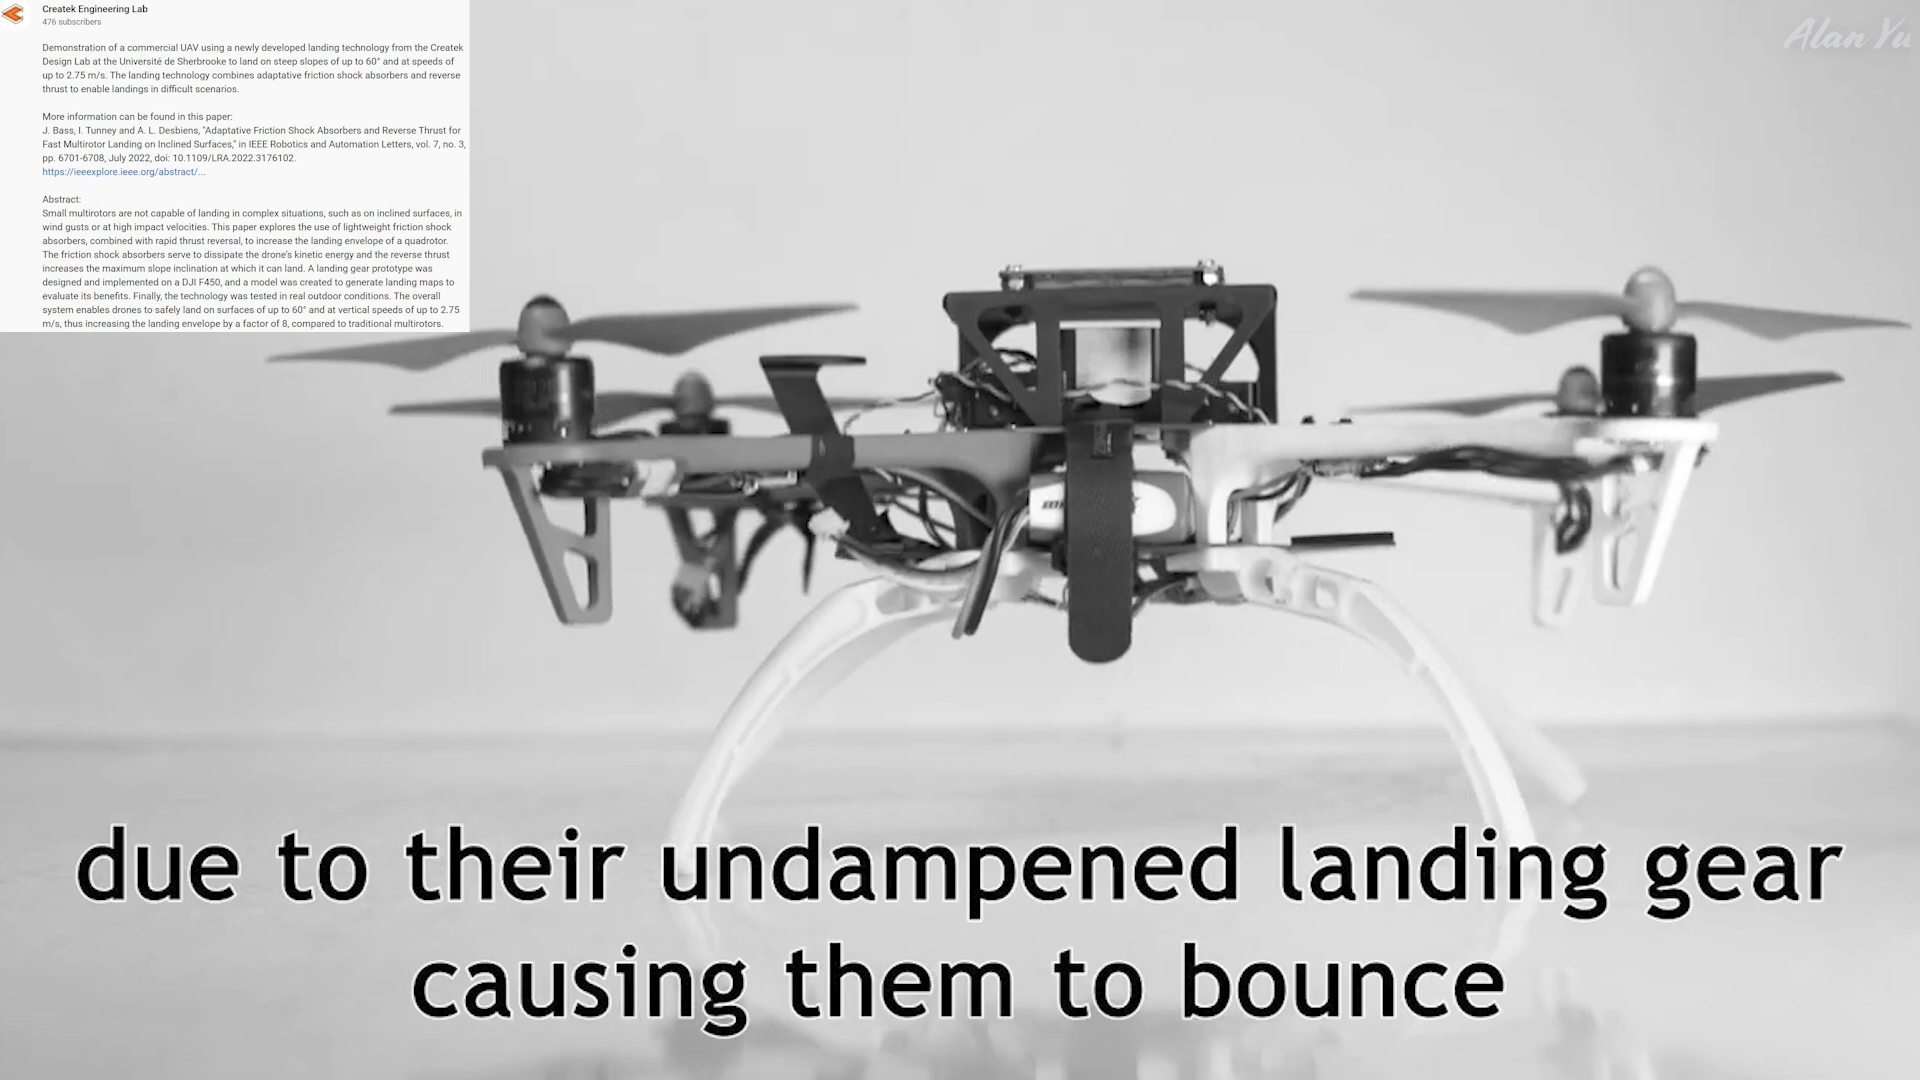 Createk Engineering Lab
476 subscribers
Demonstration of a commercial UAV using a newly developed landing technology from the Createk
Design Lab at the Université de Sherbrooke to land on steep slopes of up to 60° and at speeds of
up to 2.75 m/s. The landing technology combines adaptative friction shock absorbers and reverse
thrust to enable landings in difficult scenarios.
More information can be found in this paper:
J. Bass, I. Tunney and A. L. Desbiens, "Adaptative Friction Shock Absorbers and Reverse Thrust for
Fast Multirotor Landing on Inclined Surfaces," in IEEE Robotics and Automation Letters, vol. 7, no. 3,
pp. 6701-6708, July 2022, doi: 10.1109/LRA.2022.3176102.
https://ieeexplore.ieee.org/abstract/...
Abstract:
Small multirotors are not capable of landing in complex situations, such as on inclined surfaces, in
wind gusts or at high impact velocities. This paper explores the use of lightweight friction shock
absorbers, combined with rapid thrust reversal, to increase the landing envelope of a quadrotor.
The friction shock absorbers serve to dissipate the drone's kinetic energy and the reverse thrust
increases the maximum slope inclination at which it can land. A landing gear prototype was
designed and implemented on a DJI F450, and a model was created to generate landing maps to
evaluate its benefits. Finally, the technology was tested in real outdoor conditions. The overall
system enables drones to safely land on surfaces of up to 60° and at vertical speeds of up to 2.75
m/s, thus increasing the landing envelope by a factor of 8, compared to traditional multirotors.
Alan Yu
due to their undampened landing gear
causing them to bounce